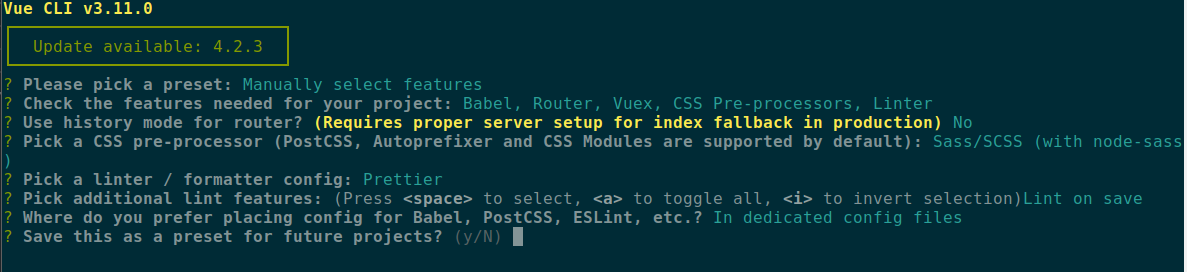 Vue CLI v3.11.0
Update available: 4.2.3
? Please pick a preset: Manually select features
? Check the features needed for your project: Babel, Router, Vuex, CSS Pre-processors, Linter
? Use history mode for router? (Requires proper server setup for index fallback in production) No
? Pick a CSS pre-processor (PostCSS, Autoprefixer and CSS Modules are supported by default): Sass/SCSS (with node-sass
)
? Pick a linter / formatter config: Prettier
? Pick additional lint features: (Press <space> to select, <a> to toggle all, <i> to invert selection)Lint on save
? Where do you prefer placing config for Babel, PostCSS, ESLint, etc.? In dedicated config files
? Save this as a preset for future projects? (y/N)